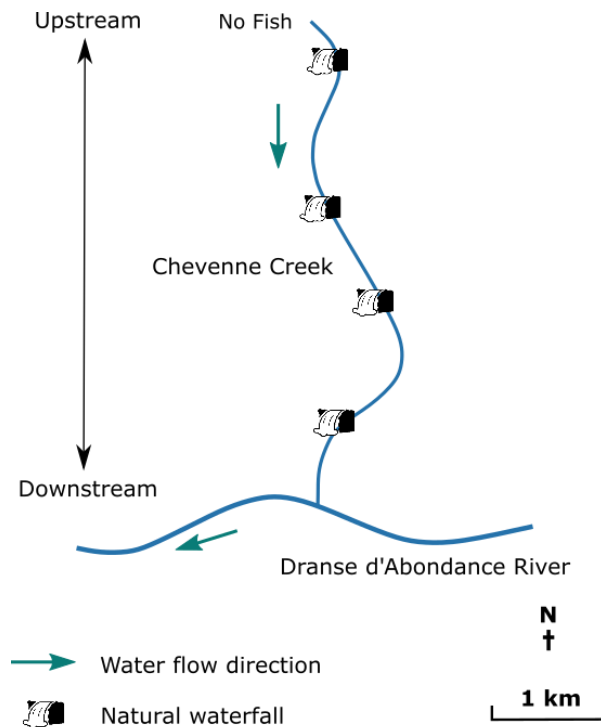 Upstream
No Fish
Chevenne Creek
Downstream
Dranse d'Abondance River
N
Water flow direction
1 km
Natural waterfall